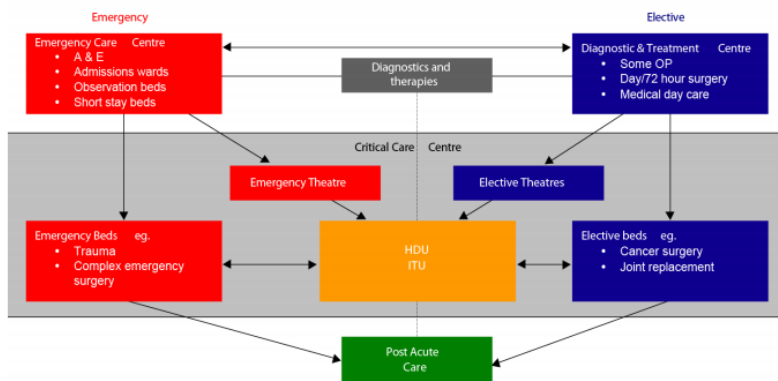 Emergency
Elective
Emergency Care Centre
• A & E
• Admissions wards
• Observation beds
• Short stay beds
Diagnostics and
therapies
Diagnostic & Treatment Centre
• Some OP
• Day/72 hour surgery
• Medical day care
Critical Care Centre
Emergency Theatre
Elective Theatres
Emergency Beds eg.
• Trauma
• Complex emergency
surgery
HDU
ITU
Elective beds eg.
• Cancer surgery
• Joint replacement
Post Acute
Care